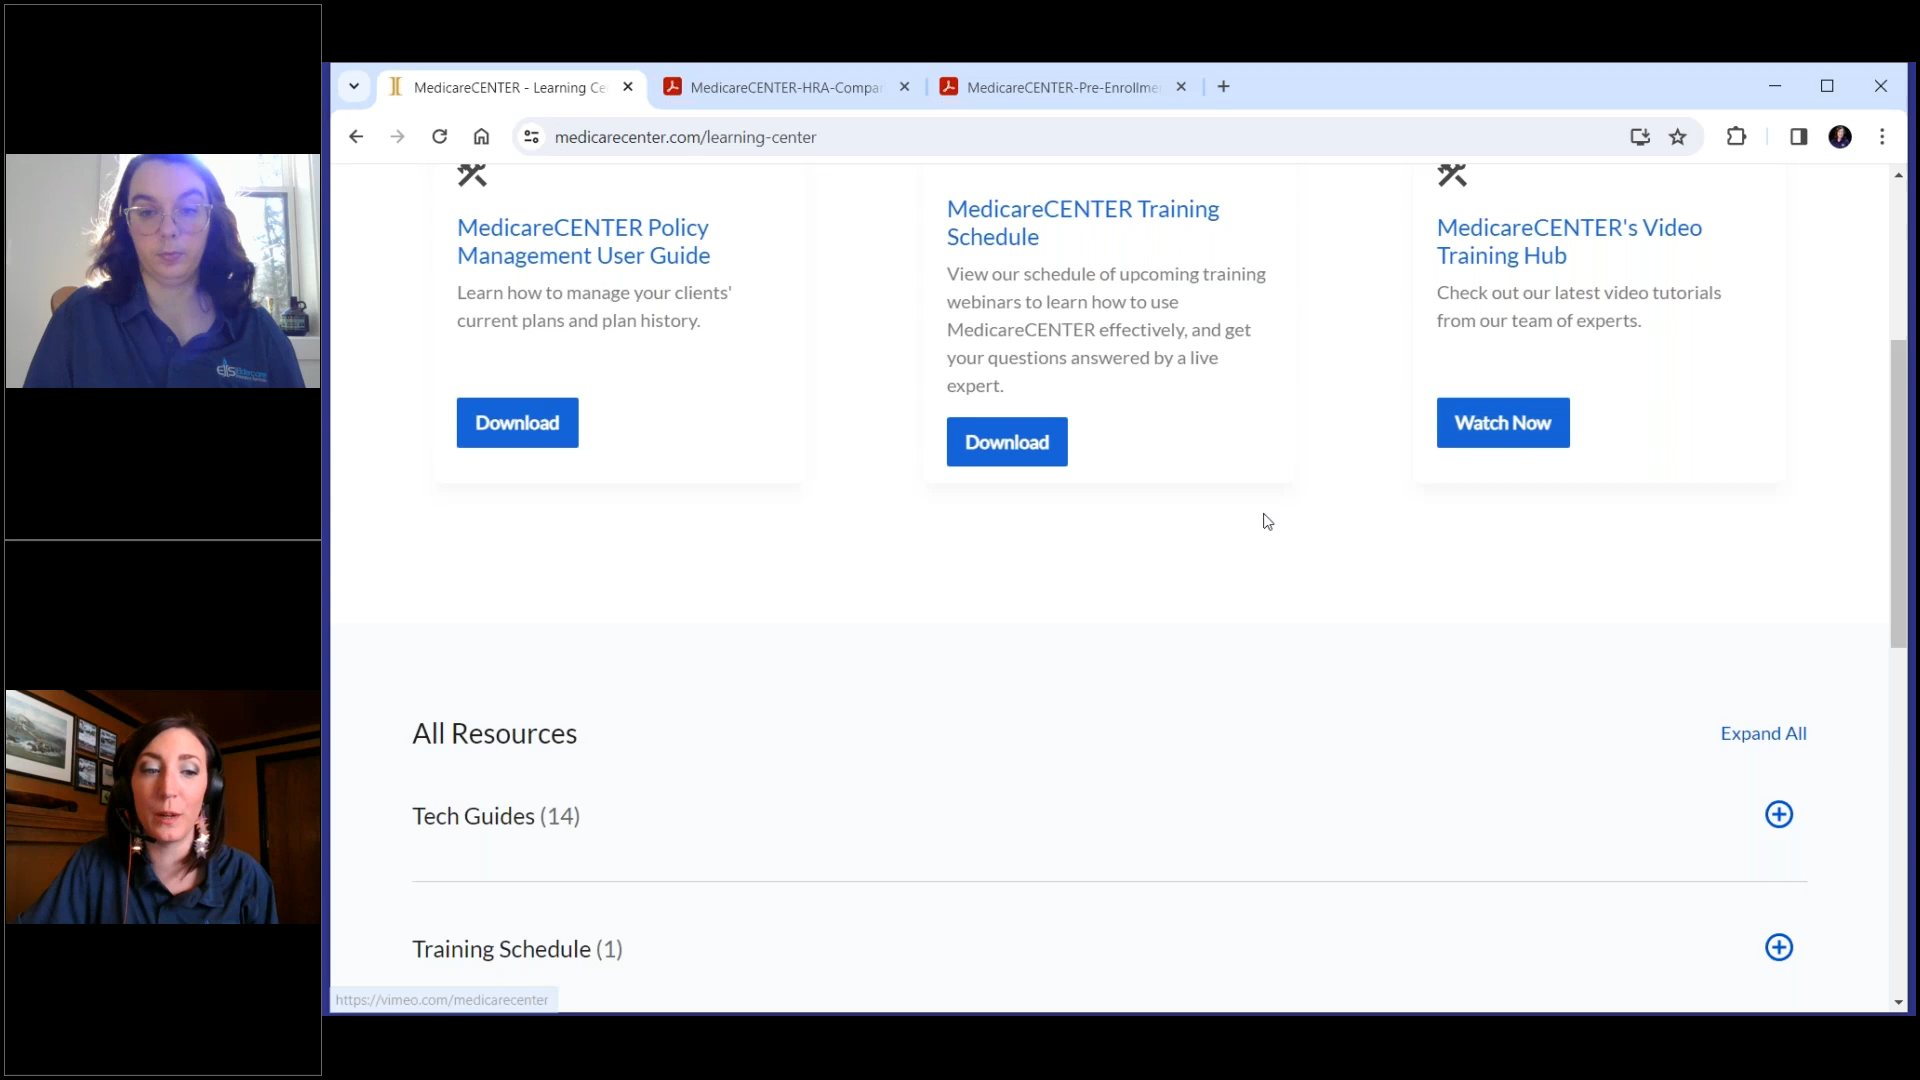 MedicareCENTER - Learning Ce
MedicareCENTER-HRA-Compa
MedicareCENTER-Pre-Enrollme
medicarecenter.com/learning-center
MedicareCENTER Policy
Management User Guide
Learn how to manage your clients'
current plans and plan history.
Download
MedicareCENTER Training
Schedule
View our schedule of upcoming training
webinars to learn how to use
MedicareCENTER effectively, and get
your questions answered by a live
expert.
Download
MedicareCENTER's Video
Training Hub
Check out our latest video tutorials
from our team of experts.
Watch Now
All Resources
Expand All
Tech Guides (14)
Training Schedule (1)
https://vimeo.com/medicarecenter